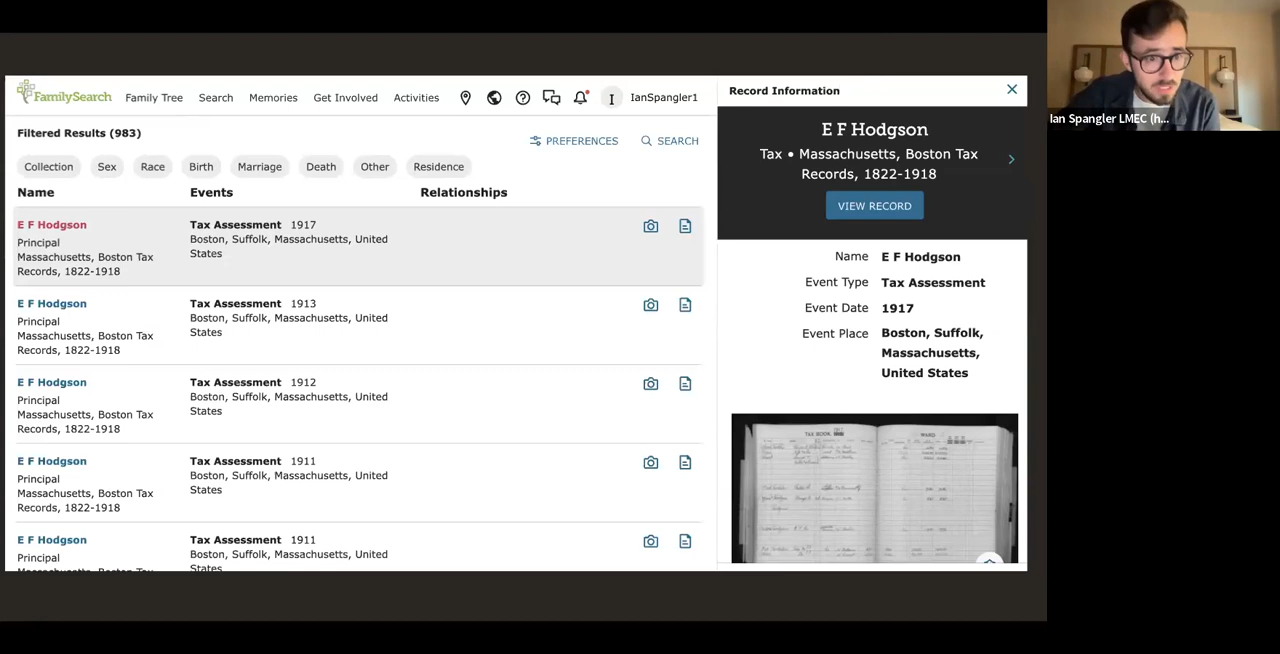 FamilySearch
Family Tree
Search
Memories
Get Involved
Activities
IanSpangler1
Filtered Results (983)
PREFERENCES
SEARCH
Collection
Sex
Race
Birth
Marriage
Death
Other
Residence
Name
Events
Relationships
E F Hodgson
Principal
Massachusetts, Boston Tax
Records, 1822-1918
Tax Assessment 1917
Boston, Suffolk, Massachusetts, United
States
E F Hodgson
Principal
Massachusetts, Boston Tax
Records, 1822-1918
Tax Assessment 1913
Boston, Suffolk, Massachusetts, United
States
E F Hodgson
Principal
Massachusetts, Boston Tax
Records, 1822-1918
Tax Assessment 1912
Boston, Suffolk, Massachusetts, United
States
E F Hodgson
Principal
Massachusetts, Boston Tax
Records, 1822-1918
Tax Assessment 1911
Boston, Suffolk, Massachusetts, United
States
E F Hodgson
Principal
Massachusetts, Boston Tax
Tax Assessment 1911
Boston, Suffolk, Massachusetts, United
States
Record Information
E F Hodgson
Tax • Massachusetts, Boston Tax
Records, 1822-1918
VIEW RECORD
Name E F Hodgson
Event Type Tax Assessment
Event Date 1917
Event Place Boston, Suffolk,
Massachusetts,
United States
TAX BOOK,
WARD
Ian Spangler LMEC (h...